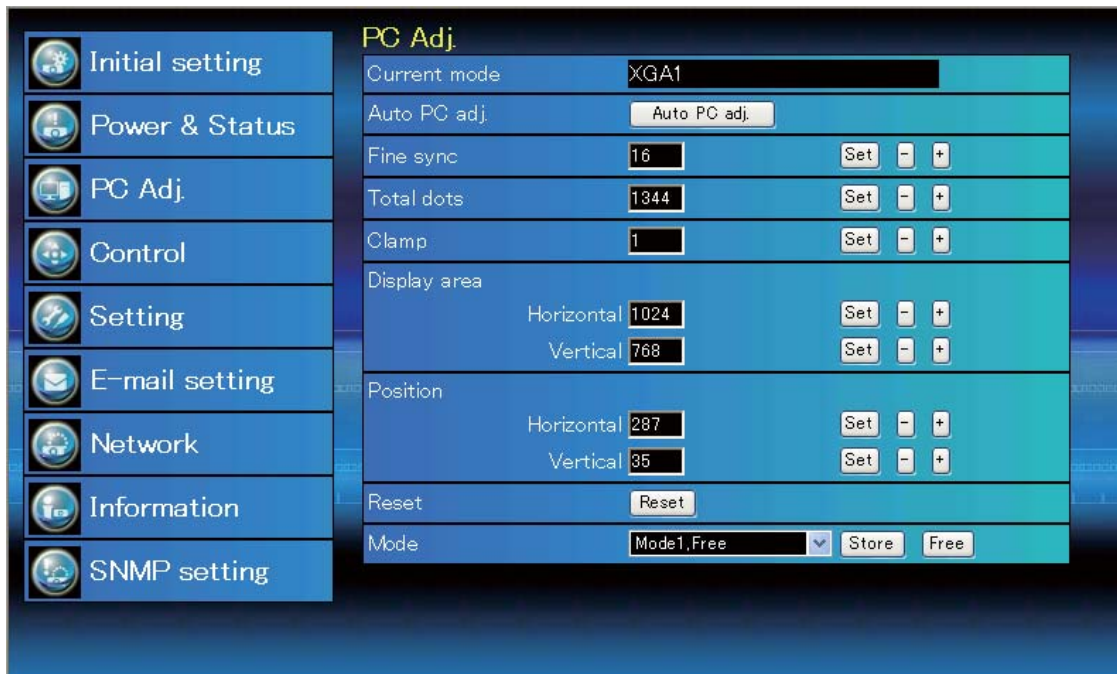 Initial setting
Power & Status
PC Adj.
Control
Setting
E-mail setting
Network
Information
SNMP setting
PC Adj.
Current mode XGA1
Auto PC adj. Auto PC adj.
Fine sync 16 Set - +
Total dots 1344 Set - +
Clamp 1 Set - +
Display area
Horizontal 1024 Set - +
Vertical 768 Set - +
Position
Horizontal 287 Set - +
Vertical 35 Set - +
Reset Reset
Mode Mode1,Free Store Free